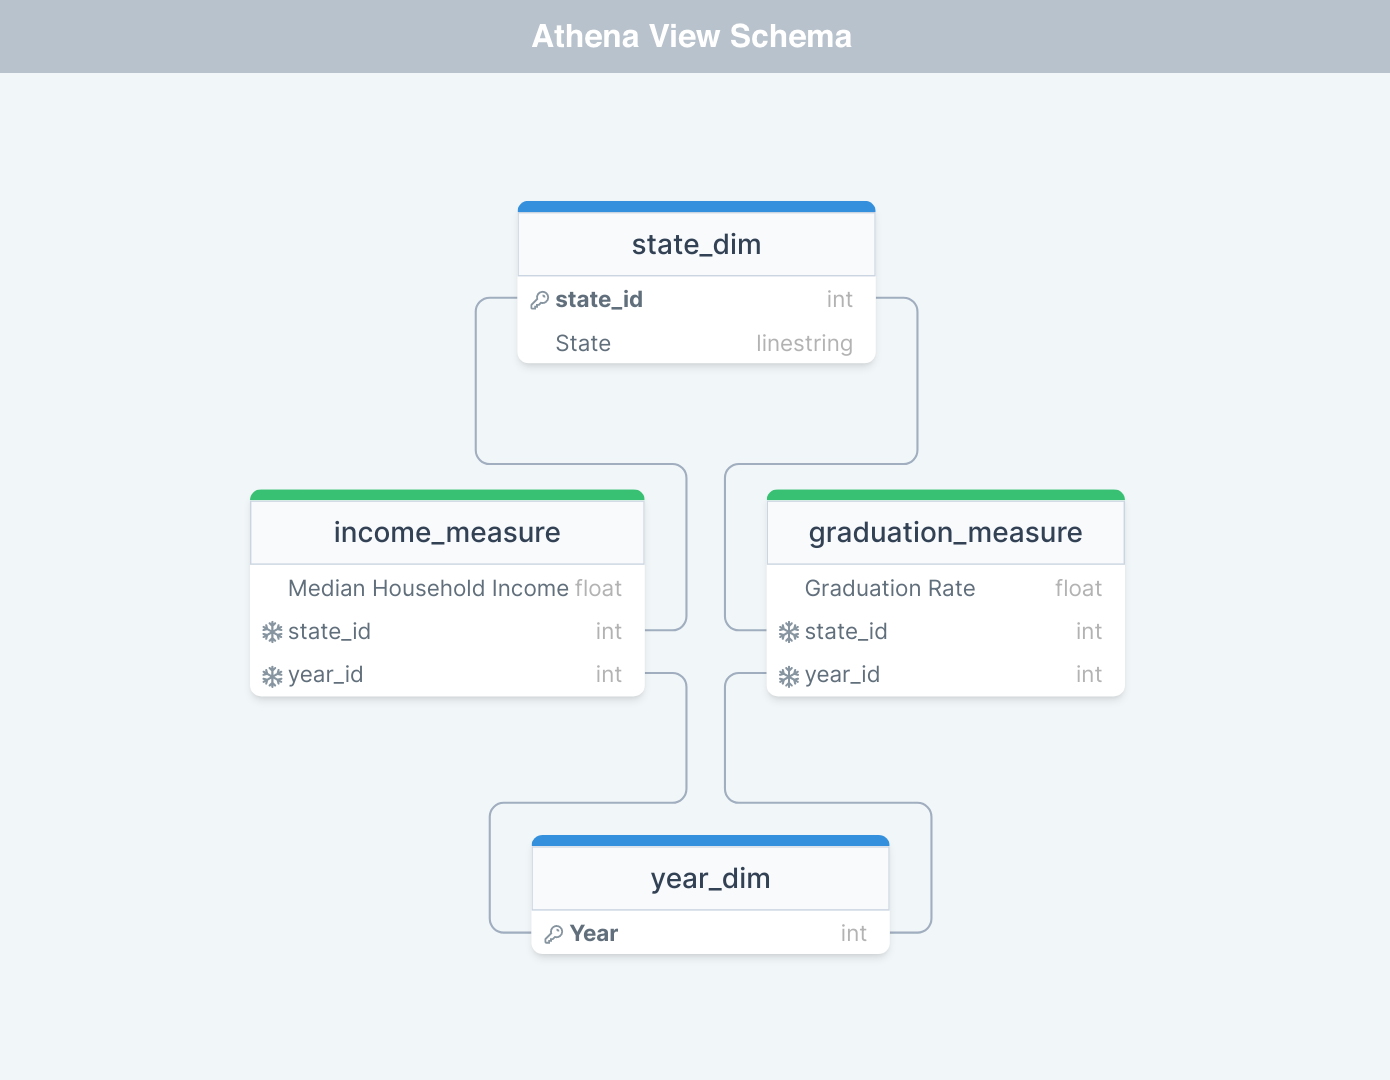 Athena View Schema
state_dim
state_id int
State linestring
income_measure
Median Household Income float
state_id int
year_id int
graduation_measure
Graduation Rate float
state_id int
year_id int
year_dim
Year int